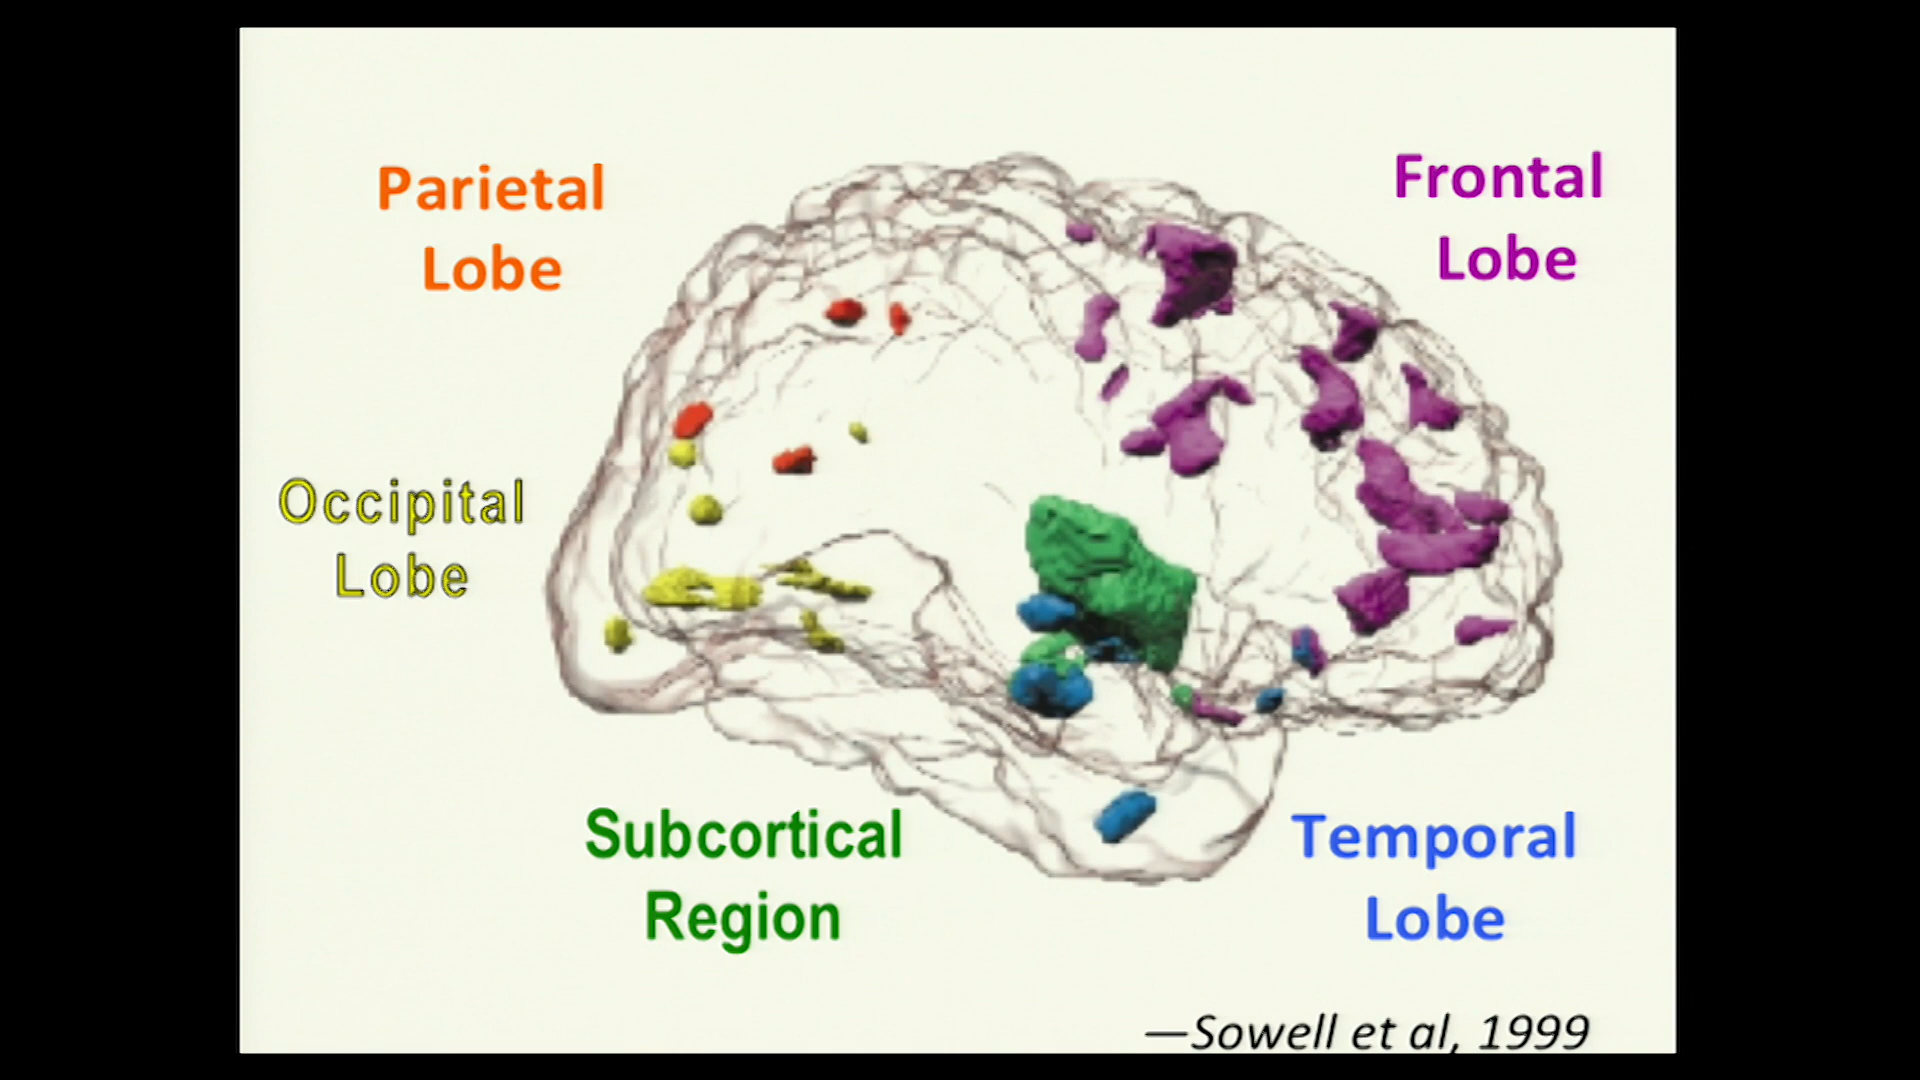 Parietal
Lobe
Frontal
Lobe
Occipital
Lobe
Subcortical
Region
Temporal
Lobe
—Sowell et al, 1999